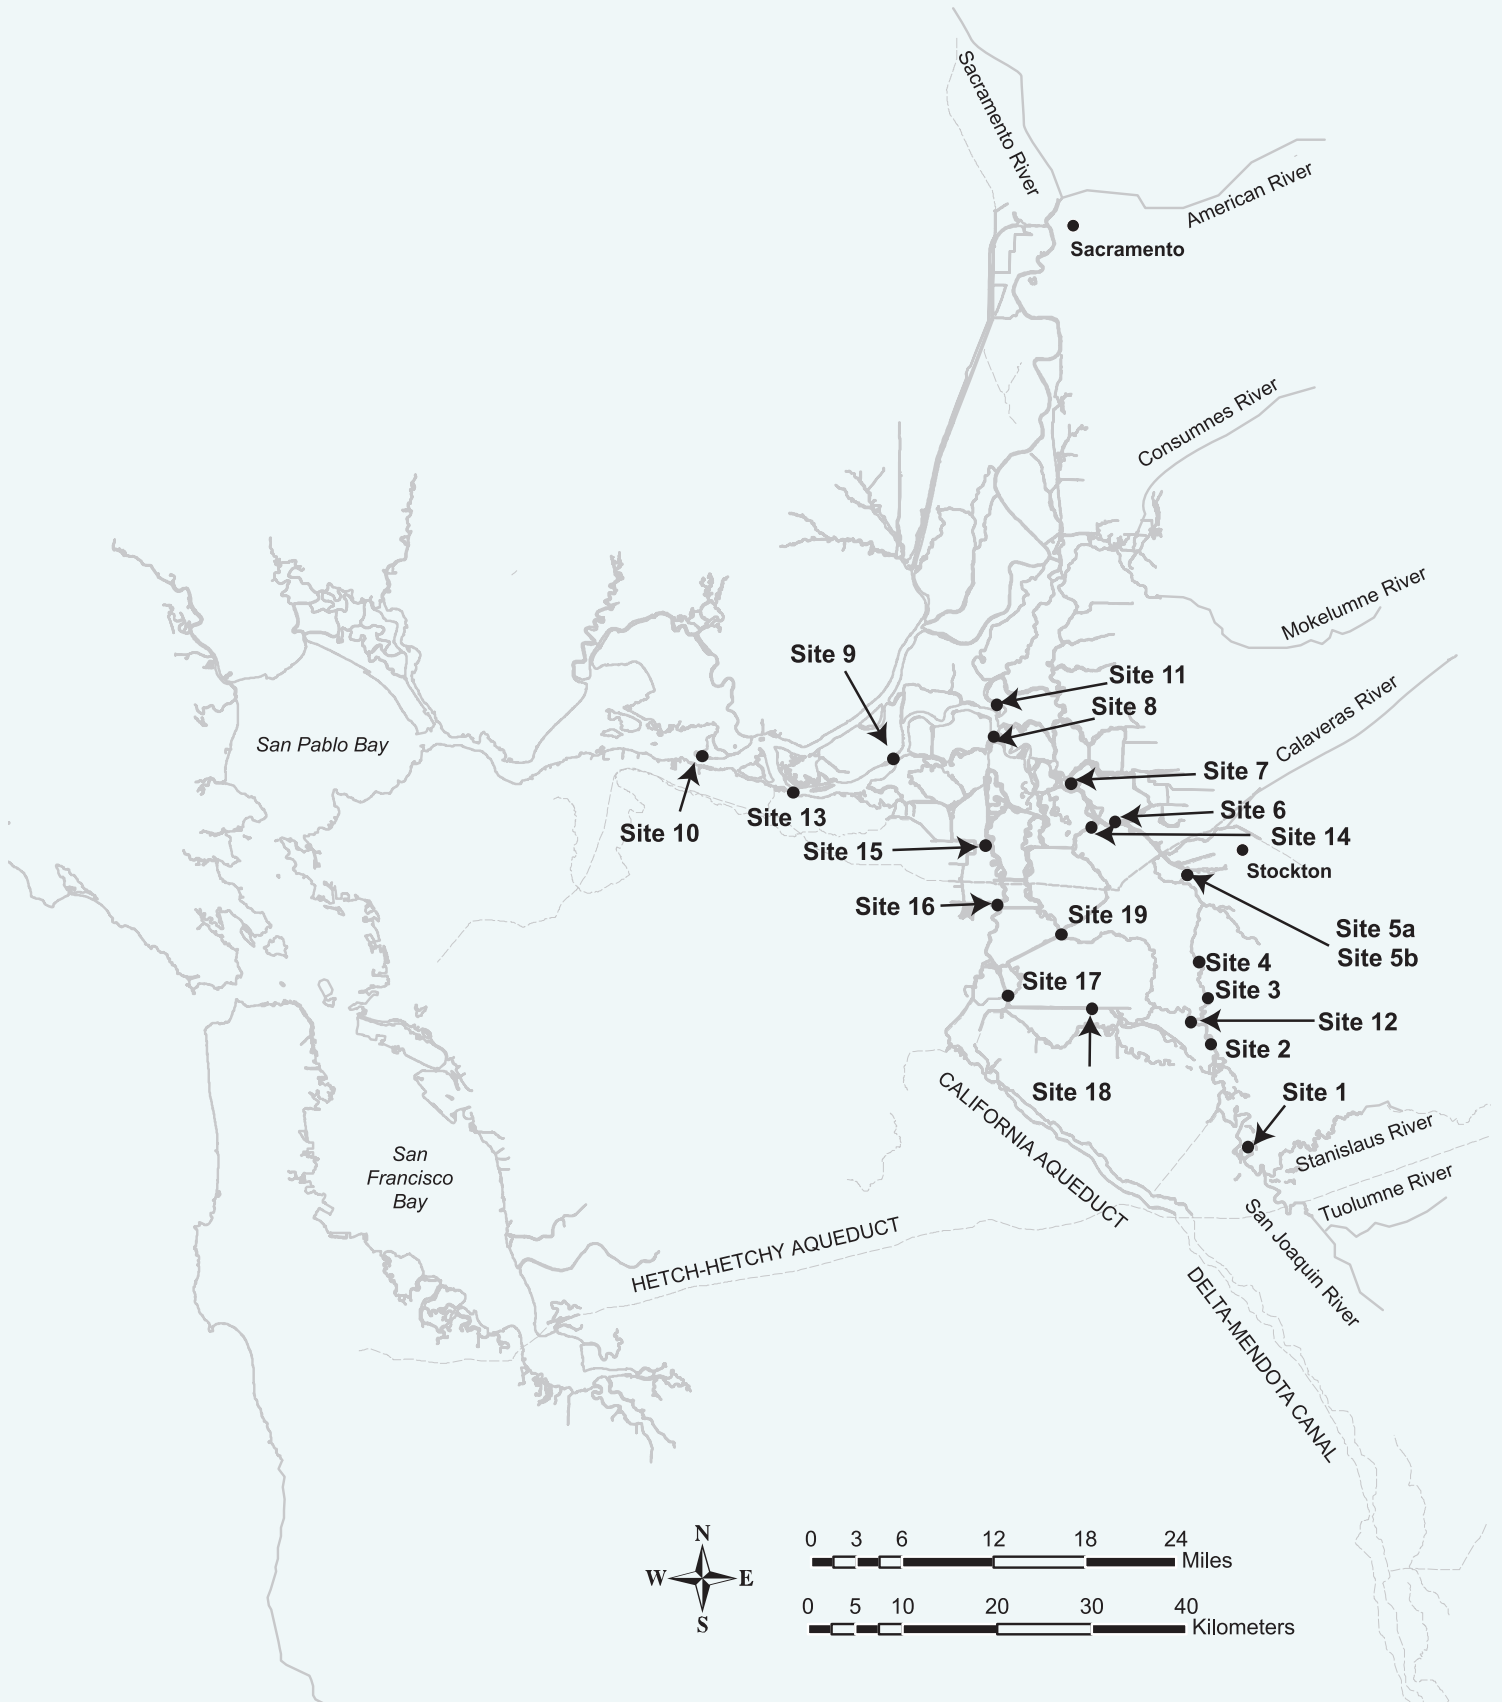 Sacramento River
American River
Sacramento
Consumnes River
Mokelumne River
Site 9
Site 11
Calaveras River
Site 8
San Pablo Bay
Site 7
Site 6
Site 13
Site 10
Site 14
Site 15
Stockton
Site 16
Site 19
Site 5a
Site 5b
Site 4
Site 17
Site 3
Site 12
Site 2
Site 18
Site 1
CALIFORNIA AQUEDUCT
Stanislaus River
San
Francisco
Bay
Tuolumne River
San Joaquin River
HETCH-HETCHY AQUEDUCT
DELTA-MENDOTA CANAL
N
W E
S
0 3 6 12 18 24
Miles
0 5 10 20 30 40
Kilometers